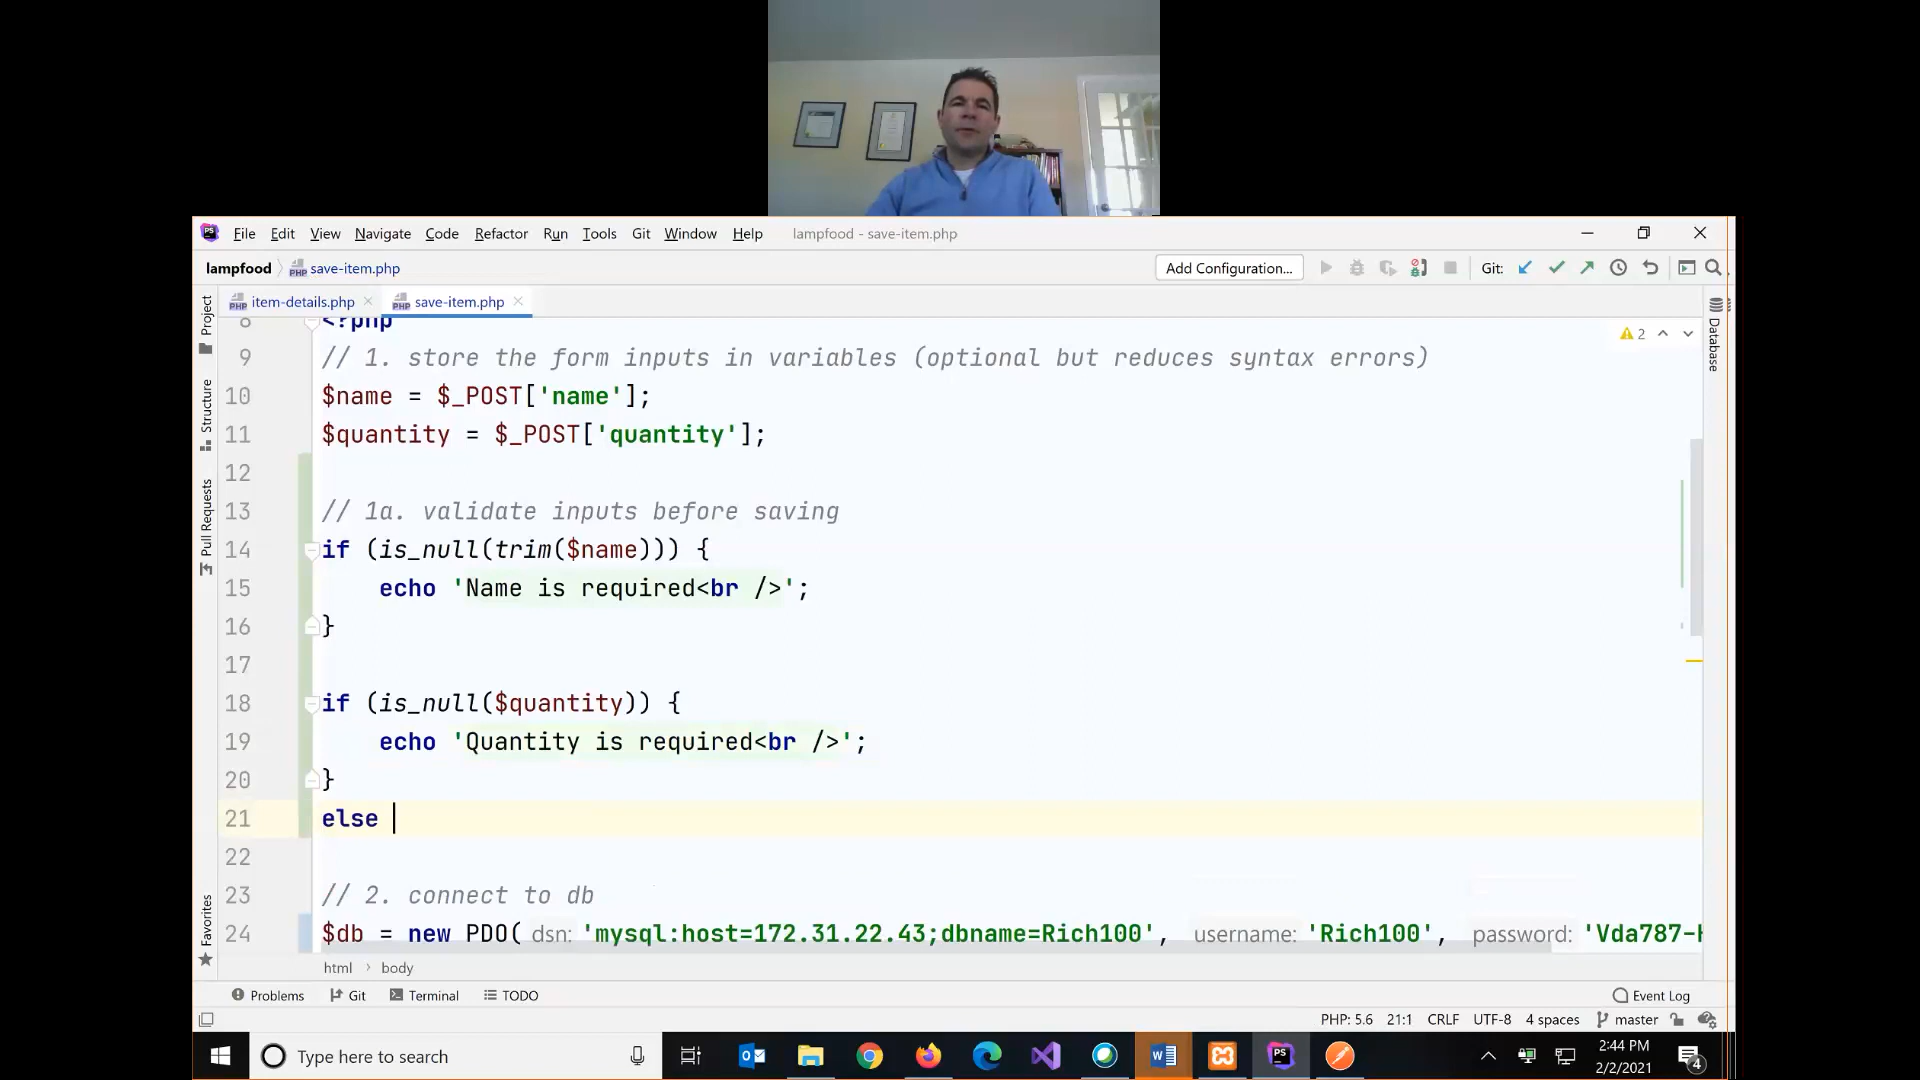 File Edit View Navigate Code Refactor Run Tools Git Window Help lampfood - save-item.php
lampfood save-item.php Add Configuration... Git:
item-details.php save-item.php
Project
Structure
Pull Requests
Favorites
Database
2
8 <?php
9 // 1. store the form inputs in variables (optional but reduces syntax errors)
10 $name = $_POST['name'];
11 $quantity = $_POST['quantity'];
12
13 // 1a. validate inputs before saving
14 if (is_null(trim($name))) {
15 echo 'Name is required<br />';
16 }
17
18 if (is_null($quantity)) {
19 echo 'Quantity is required<br />';
20 }
21 else
22
23 // 2. connect to db
24 $db = new PDO( dsn: 'mysql:host=172.31.22.43;dbname=Rich100', username: 'Rich100', password: 'Vda787-
html › body
Problems Git Terminal TODO Event Log
PHP: 5.6 21:1 CRLF UTF-8 4 spaces master
Type here to search
2:44 PM
2/2/2021
4